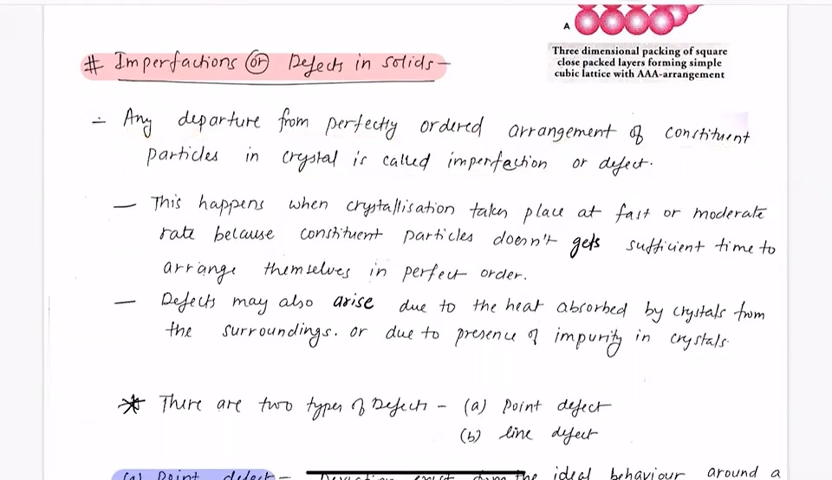 A
Three dimensional packing of square
close packed layers forming simple
cubic lattice with AAA-arrangement
# Imperfactions or Defects in solids-
- Any departure from perfectly ordered arrangement of constituent
particles in crystal is called imperfection or defect.
- This happens when crystallisation takes place at fast or moderate
rate because constituent particles doesn't gets sufficient time to
arrange themselves in perfect order.
- Defects may also arise due to the heat absorbed by crystals from
the surroundings. or due to presence of impurity in crystals.
* There are two types of Defects - (a) Point defect
(b) line defect
(a) Point defect - the ideal behaviour around a